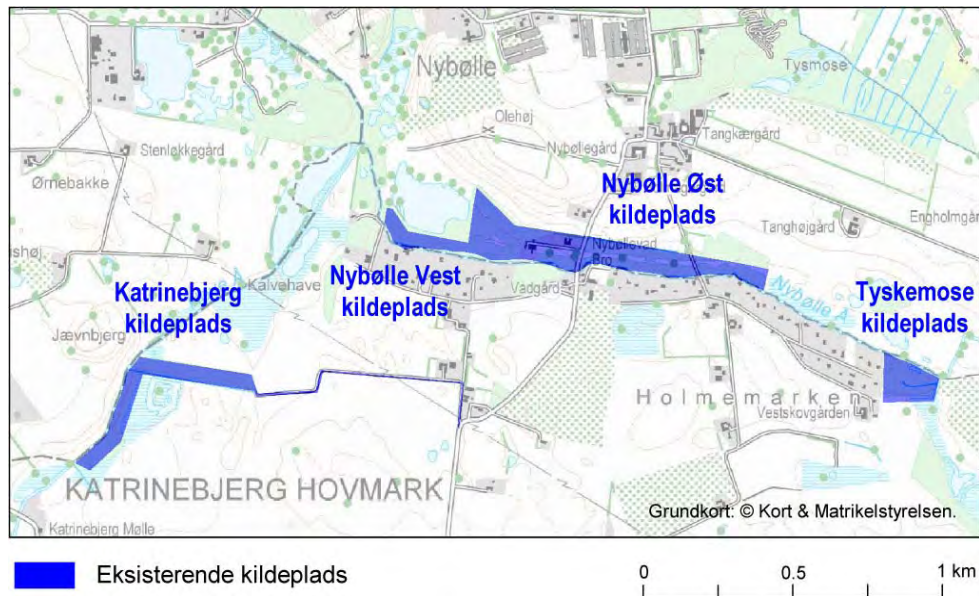 Nybølle
Tysmose
Olehøj
Tangkærgård
Stenløkkegård
Nybøllegård
Ørnebakke
Nybølle Øst
kildeplads
Engholmgår
Tanghøjgård
Nybøllevad
Bro
Kalvehave
Å
Nybølle Vest
kildeplads
Vadgård
Nybølle Å
Katrinebjerg
kildeplads
Tyskemose
kildeplads
Jævnbjerg
Holmemarken
Vestskovgården
KATRINEBJERG HOVMARK
Grundkort: © Kort & Matrikelstyrelsen.
Katrinebjerg Mølle
Eksisterende kildeplads
0 0.5 1 km